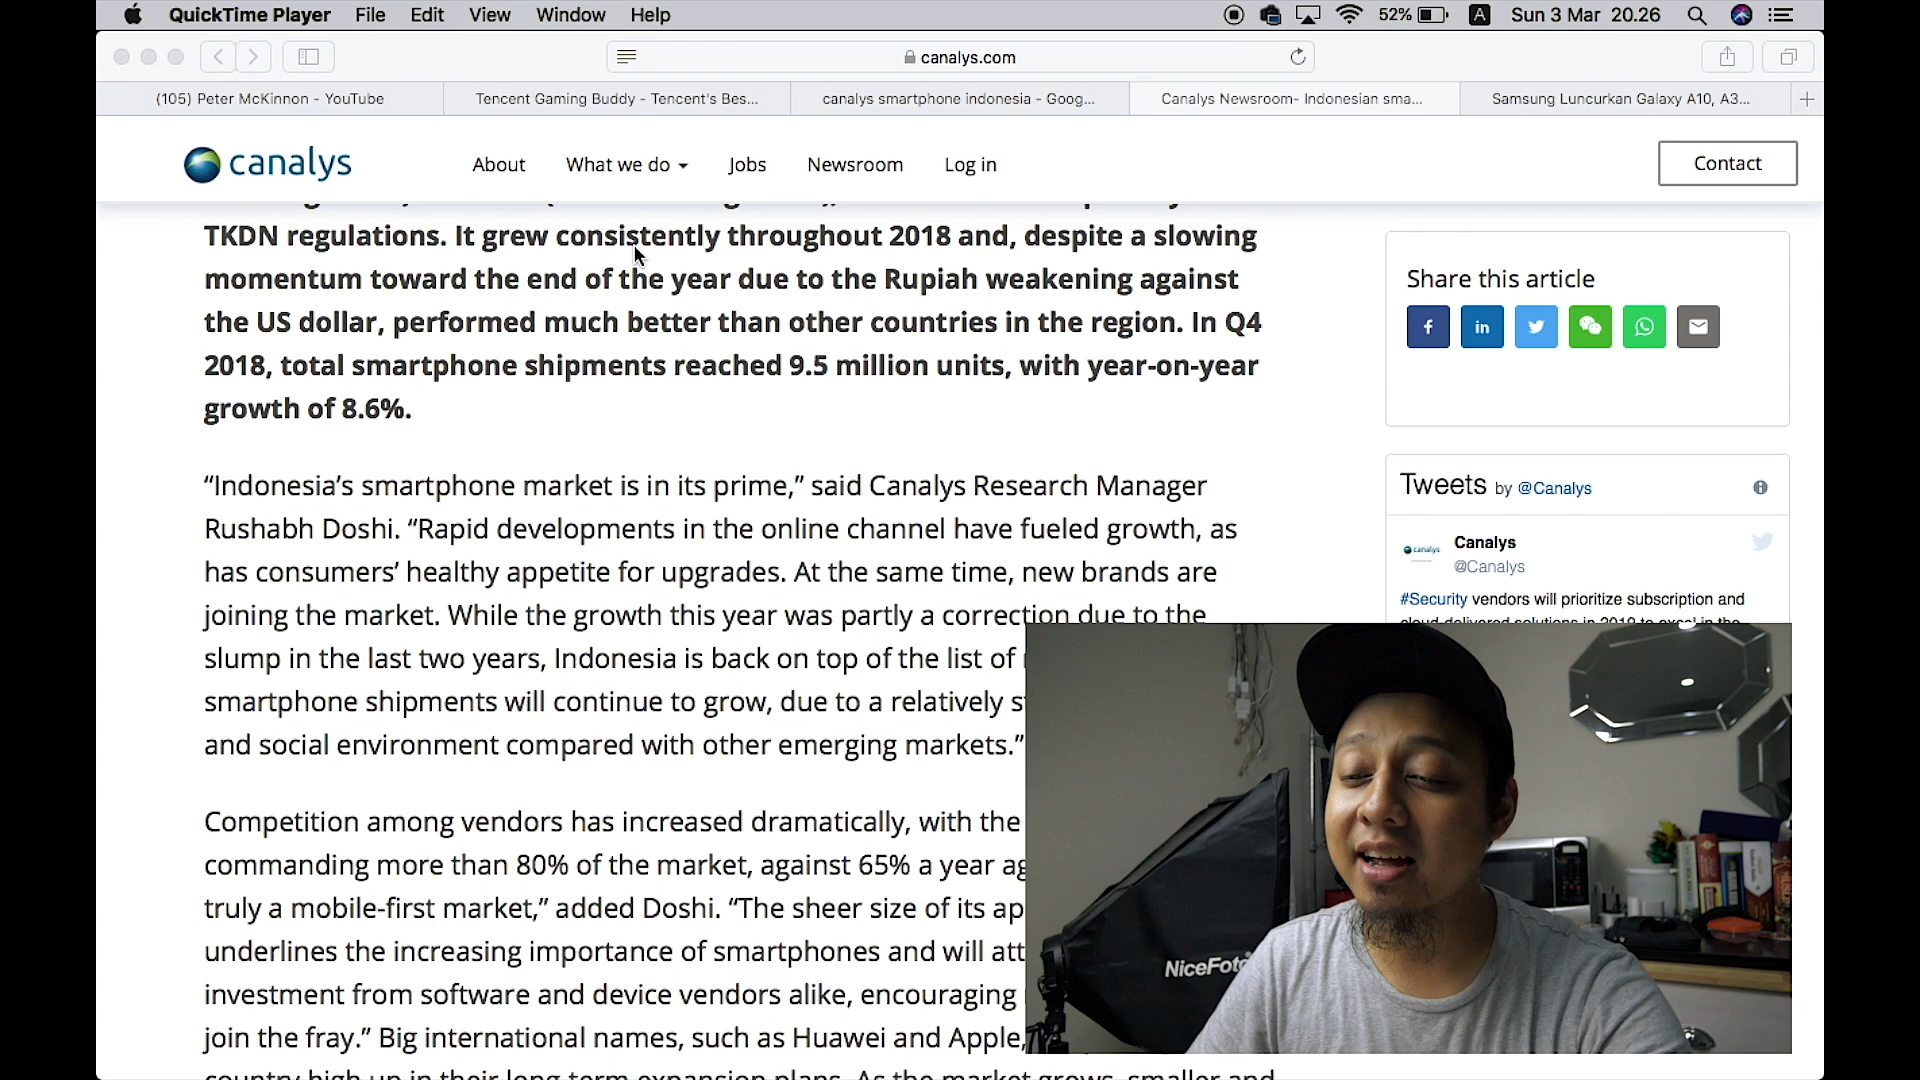 QuickTime Player File Edit View Window Help 52% A Sun 3 Mar 20.26
canalys.com
(105) Peter McKinnon - YouTube
Tencent Gaming Buddy - Tencent's Bes...
canalys smartphone indonesia - Goog...
Canalys Newsroom- Indonesian sma...
Samsung Luncurkan Galaxy A10, A3...
canalys About What we do Jobs Newsroom Log in Contact
TKDN regulations. It grew consistently throughout 2018 and, despite a slowing
momentum toward the end of the year due to the Rupiah weakening against
the US dollar, performed much better than other countries in the region. In Q4
2018, total smartphone shipments reached 9.5 million units, with year-on-year
growth of 8.6%.
“Indonesia’s smartphone market is in its prime,” said Canalys Research Manager
Rushabh Doshi. “Rapid developments in the online channel have fueled growth, as
has consumers’ healthy appetite for upgrades. At the same time, new brands are
joining the market. While the growth this year was partly a correction due to the
slump in the last two years, Indonesia is back on top of the list of
smartphone shipments will continue to grow, due to a relatively
and social environment compared with other emerging markets.”
Competition among vendors has increased dramatically, with the
commanding more than 80% of the market, against 65% a year
truly a mobile-first market,” added Doshi. “The sheer size of its
underlines the increasing importance of smartphones and will
investment from software and device vendors alike, encouraging
join the fray.” Big international names, such as Huawei and Apple,
country high up in their long-term expansion plans. As the market grows, smaller and
Share this article
Tweets by @Canalys
canalys
Canalys
@Canalys
#Security vendors will prioritize subscription and
cloud-delivered solutions in 2019 to excel in the
NiceFoto